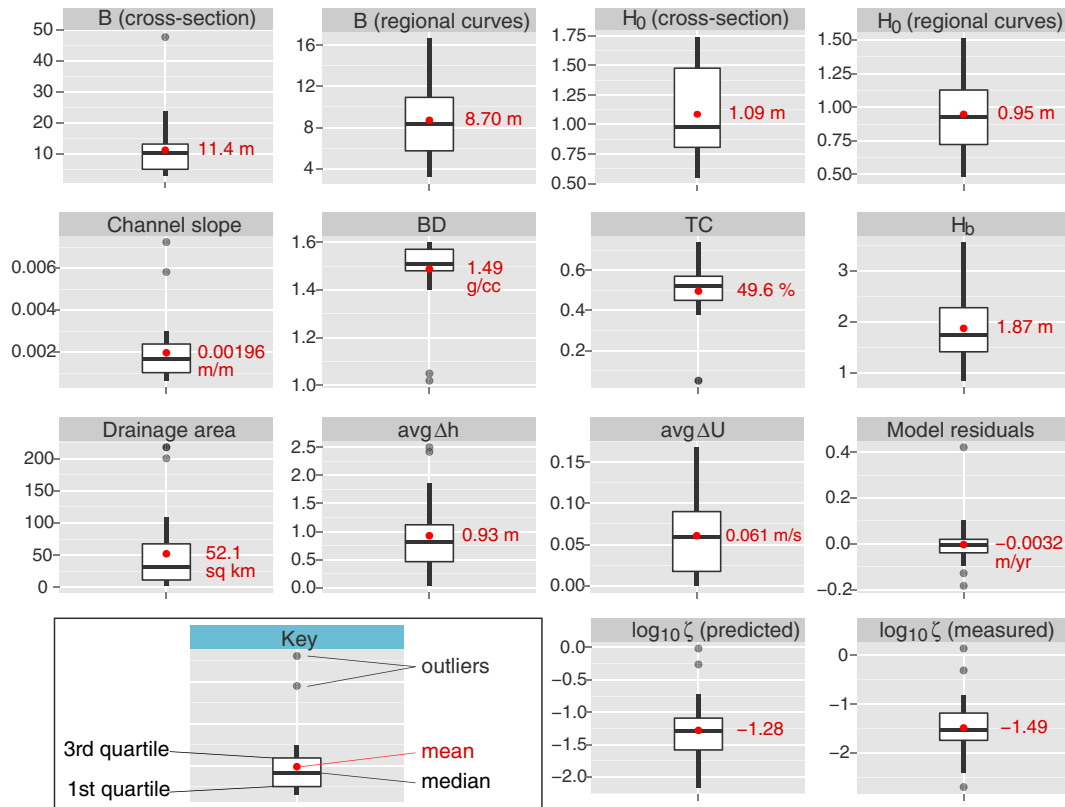 B (cross-section)
50
40
30
20
10
11.4 m
B (regional curves)
16
12
8
4
8.70 m
H0 (cross-section)
1.75
1.50
1.25
1.00
0.75
0.50
1.09 m
H0 (regional curves)
1.50
1.25
1.00
0.75
0.50
0.95 m
Channel slope
0.006
0.004
0.002
0.00196
m/m
BD
1.6
1.4
1.2
1.0
1.49
g/cc
TC
0.6
0.4
0.2
49.6 %
Hb
3
2
1
1.87 m
Drainage area
200
150
100
50
0
52.1
sq km
avg Δh
2.5
2.0
1.5
1.0
0.5
0.0
0.93 m
avg ΔU
0.15
0.10
0.05
0.00
0.061 m/s
Model residuals
0.4
0.2
0.0
−0.2
−0.0032
m/yr
Key
outliers
3rd quartile
mean
median
1st quartile
log10 ζ (predicted)
0.0
−0.5
−1.0
−1.5
−2.0
−1.28
log10 ζ (measured)
0
−1
−2
−1.49